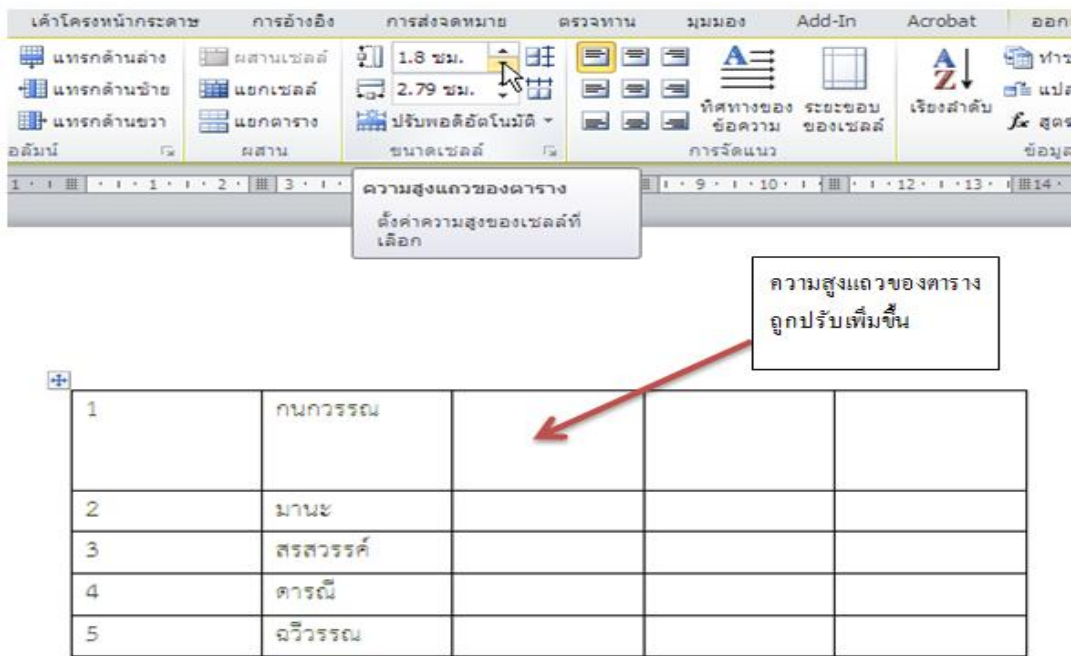 เค้าโครงหน้ากระดาษ การอ้างอิง การส่งจดหมาย ตรวจทาน มุมมอง Add-In Acrobat
แทรกด้านล่าง ผสานเซลล์ 1.8 ซม.
แทรกด้านซ้าย แยกเซลล์ 2.79 ซม. ทิศทางของข้อความ ระยะขอบของเซลล์ เรียงลำดับ
แทรกด้านขวา แยกตาราง ปรับพอดีอัตโนมัติ
ผสาน ขนาดเซลล์ การจัดแนว
1 1 2 3 9 10 12 13 14
ความสูงแถวของตาราง
ตั้งค่าความสูงของเซลล์ที่
เลือก
ความสูงแถวของตาราง
ถูกปรับเพิ่มขึ้น
1 กนกวรรณ
2 มานะ
3 สรสวรรค์
4 ดารณี
5 ฉวีวรรณ